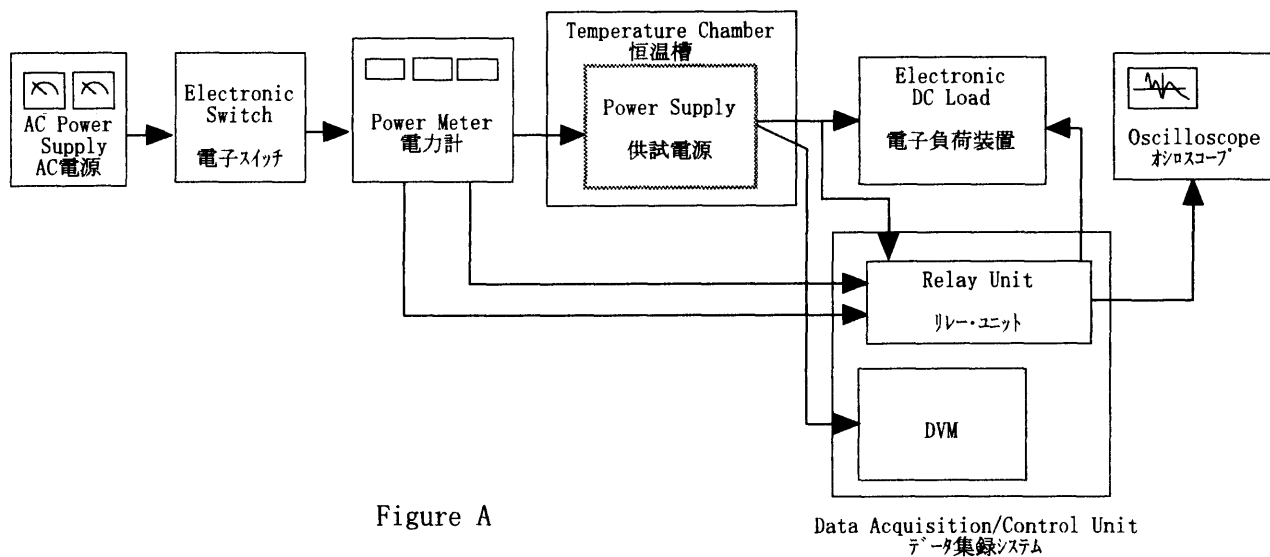 AC Power
Supply
AC電源
Electronic
Switch
電子スイッチ
Power Meter
電力計
Temperature Chamber
恒温槽
Power Supply
供試電源
Electronic
DC Load
電子負荷装置
Oscilloscope
オシロスコープ
Relay Unit
リレー・ユニット
DVM
Figure A
Data Acquisition/Control Unit
データ集録システム